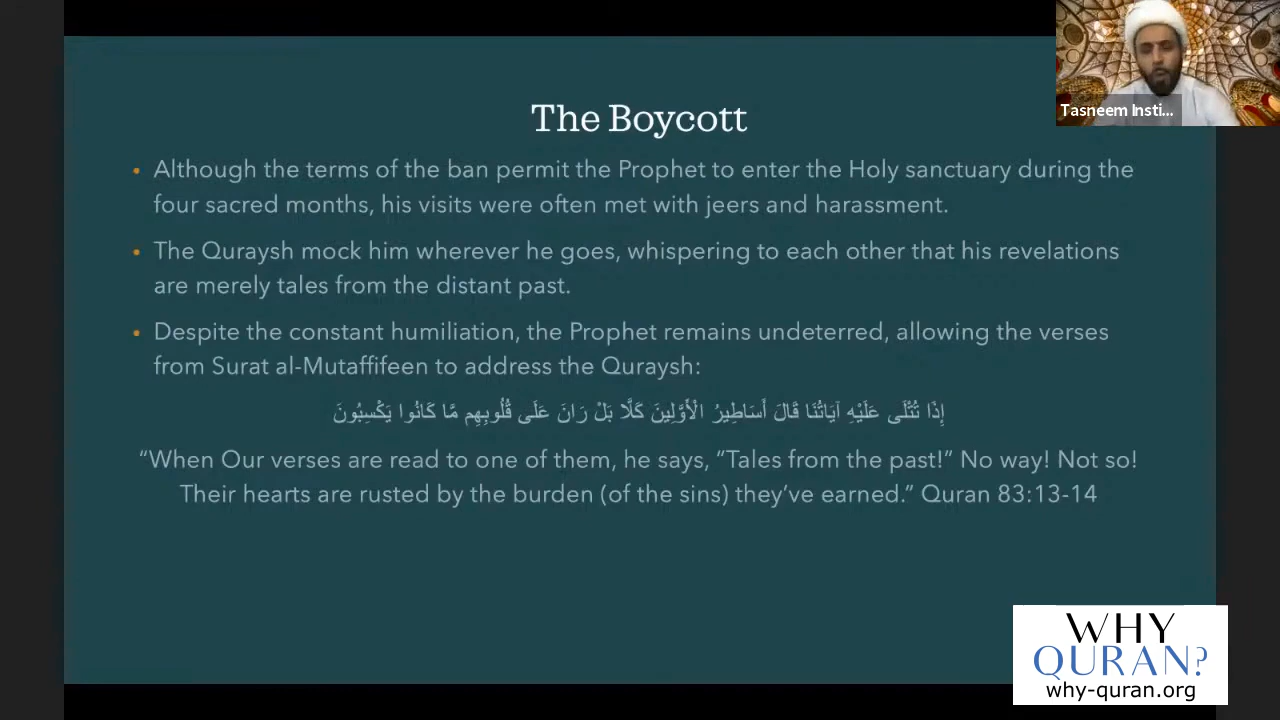 The Boycott
Tasneem Insti...
• Although the terms of the ban permit the Prophet to enter the Holy sanctuary during the
four sacred months, his visits were often met with jeers and harassment.
• The Quraysh mock him wherever he goes, whispering to each other that his revelations
are merely tales from the distant past.
• Despite the constant humiliation, the Prophet remains undeterred, allowing the verses
from Surat al-Mutaffifeen to address the Quraysh:
إِذَا تُتْلَى عَلَيْهِ آيَاتُنَا قَالَ أَسَاطِيرُ الْأَوَّلِينَ كَلَّا بَلْ رَانَ عَلَى قُلُوبِهِم مَّا كَانُوا يَكْسِبُونَ
“When Our verses are read to one of them, he says, “Tales from the past!” No way! Not so!
Their hearts are rusted by the burden (of the sins) they’ve earned.” Quran 83:13-14
WHY
QURAN?
why-quran.org